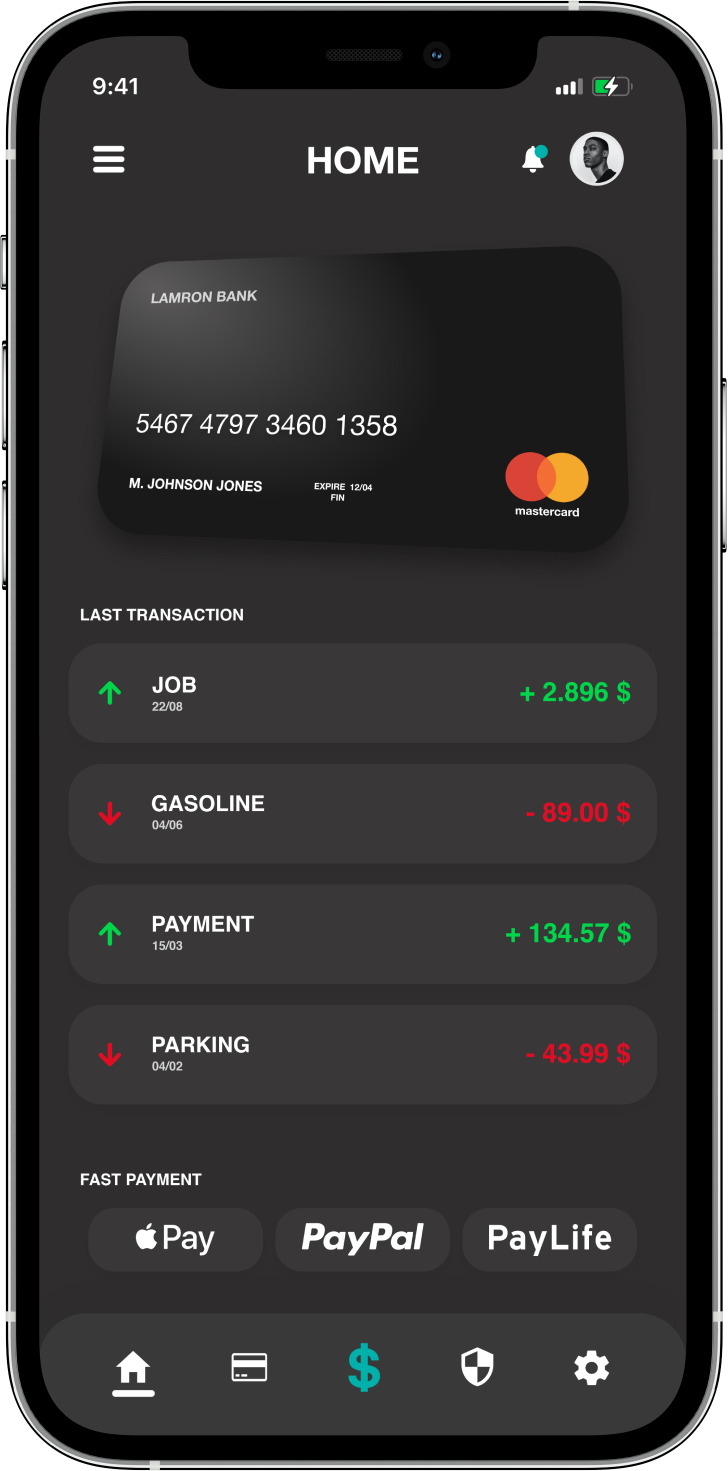 9:41
HOME
LAMRON BANK
5467 4797 3460 1358
M. JOHNSON JONES
EXPIRE 12/04
FIN
mastercard
LAST TRANSACTION
JOB
22/08
+ 2.896 $
GASOLINE
04/06
- 89.00 $
PAYMENT
15/03
+ 134.57 $
PARKING
04/02
- 43.99 $
FAST PAYMENT
Pay
PayPal
PayLife
$